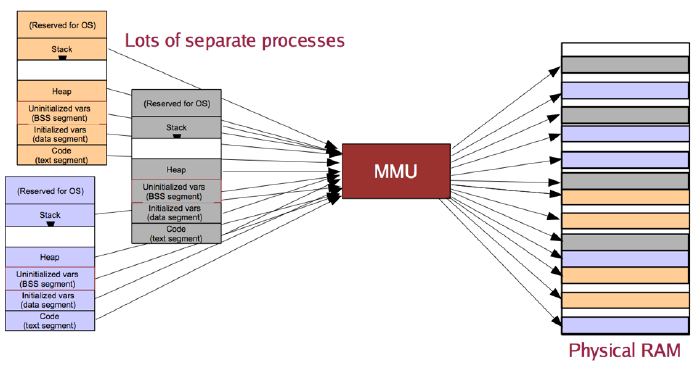 Lots of separate processes
(Reserved for OS)
Stack
Heap
Uninitialized vars
(BSS segment)
Initialized vars
(data segment)
Code
(text segment)
(Reserved for OS)
Stack
Heap
Uninitialized vars
(BSS segment)
Initialized vars
(data segment)
Code
(text segment)
(Reserved for OS)
Stack
Heap
Uninitialized vars
(BSS segment)
Initialized vars
(data segment)
Code
(text segment)
MMU
Physical RAM